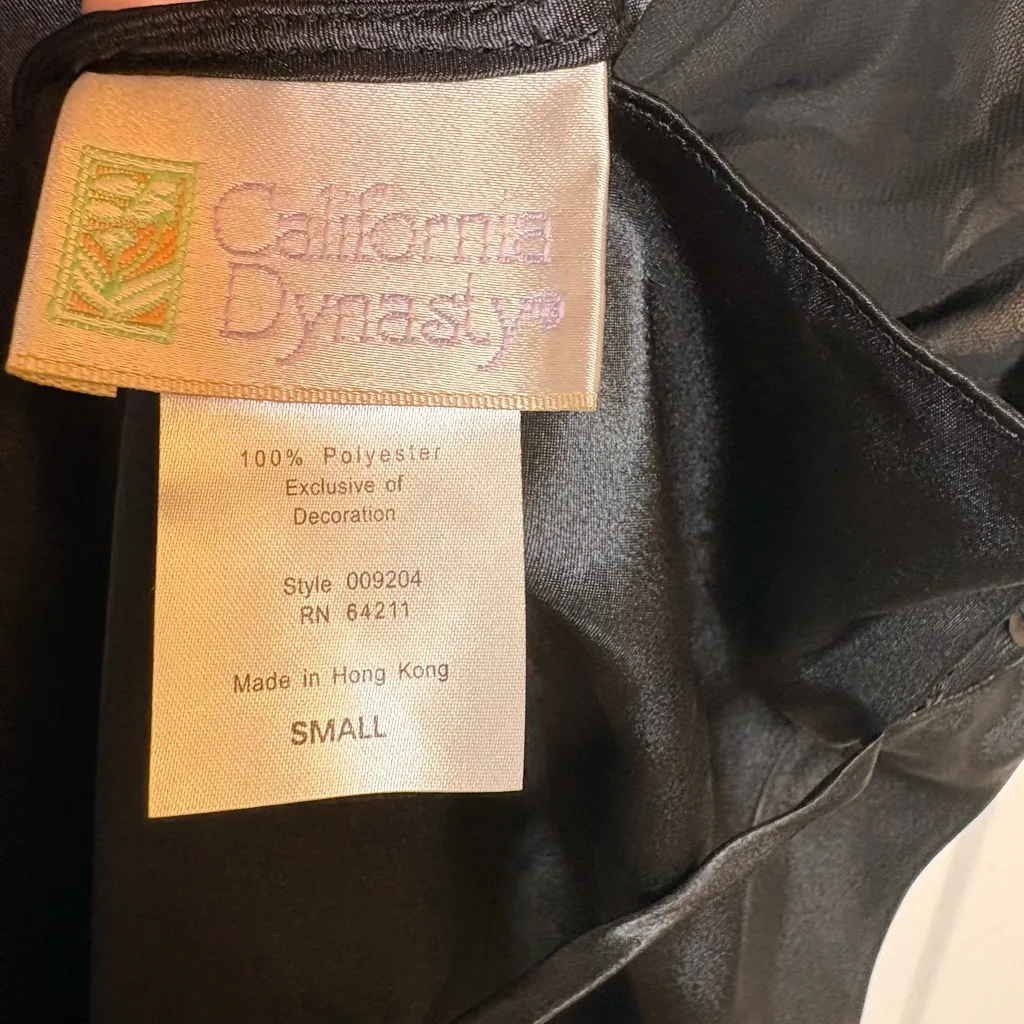 California
Dynasty®
100% Polyester
Exclusive of
Decoration
Style 009204
RN 64211
Made in Hong Kong
SMALL